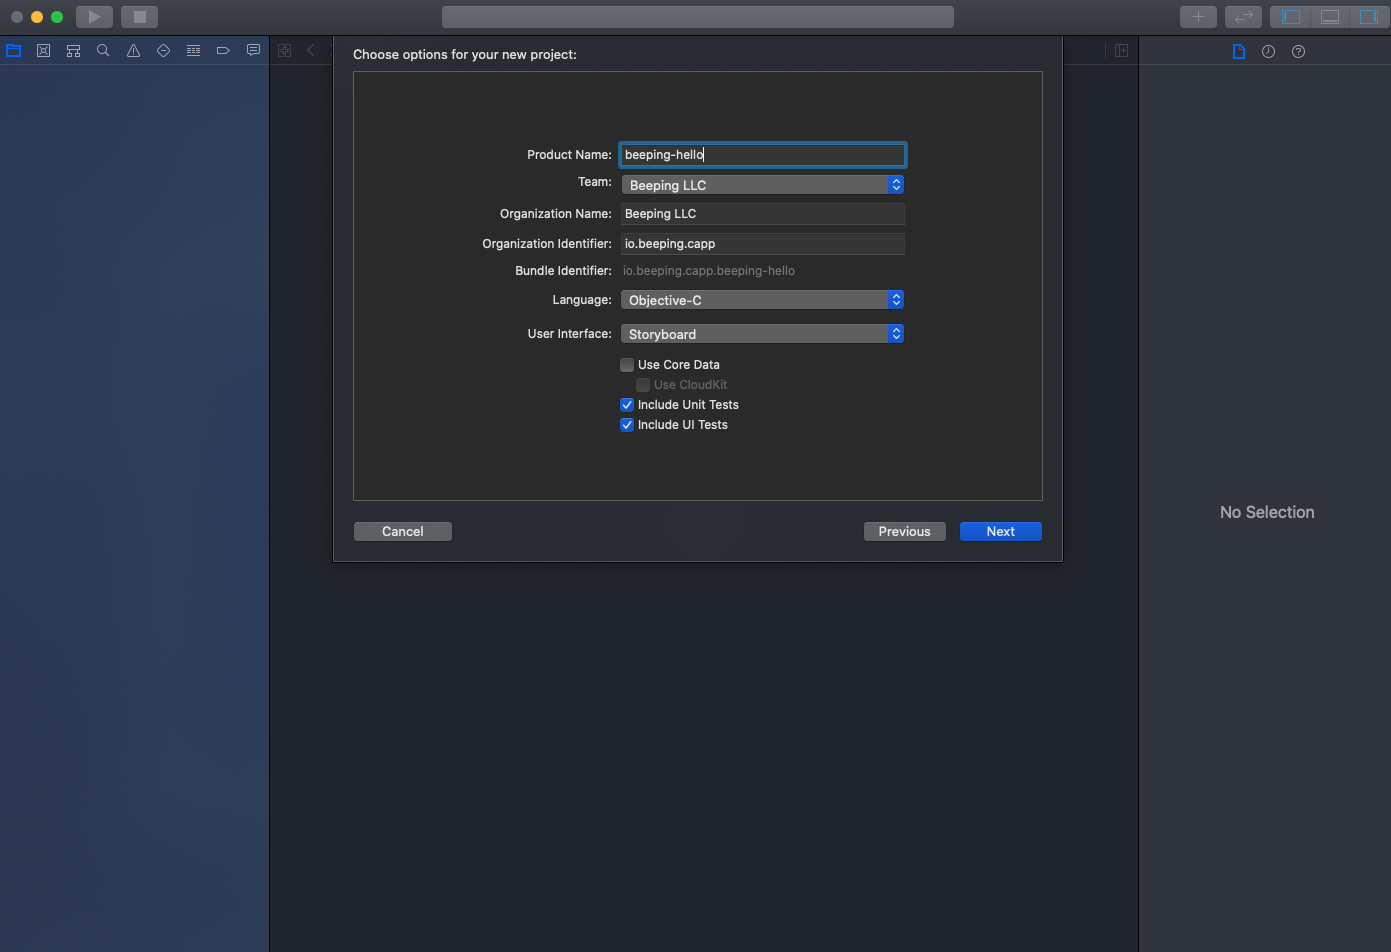 Choose options for your new project:
Product Name: beeping-hello
Team: Beeping LLC
Organization Name: Beeping LLC
Organization Identifier: io.beeping.capp
Bundle Identifier: io.beeping.capp.beeping-hello
Language: Objective-C
User Interface: Storyboard
Use Core Data
Use CloudKit
Include Unit Tests
Include UI Tests
No Selection
Cancel Previous Next